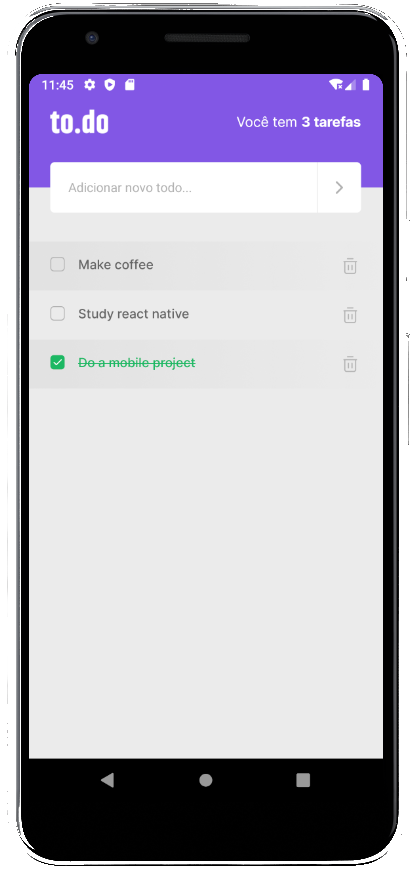 11:45
to.do
Você tem 3 tarefas
Adicionar novo todo...
Make coffee
Study react native
Do a mobile project